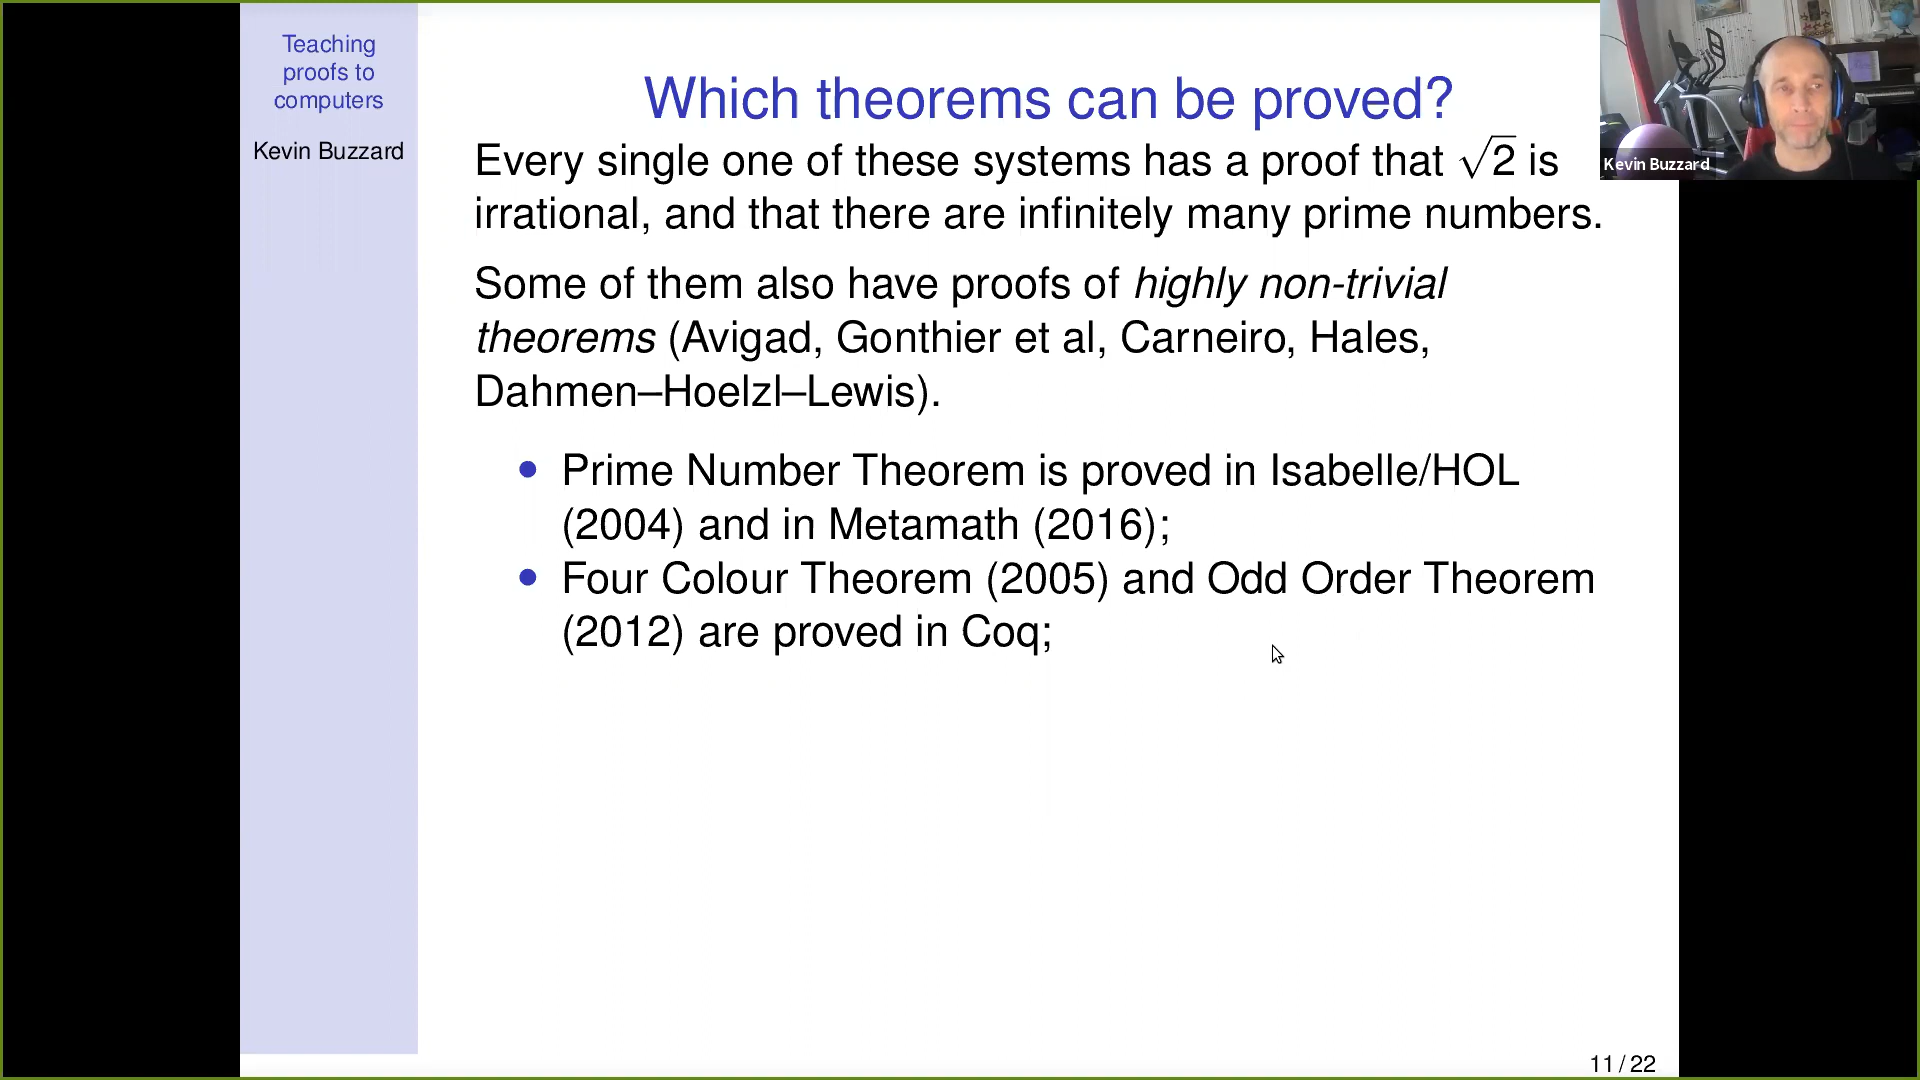 Teaching
proofs to
computers
Kevin Buzzard
Which theorems can be proved?
Every single one of these systems has a proof that √2 is
irrational, and that there are infinitely many prime numbers.
Some of them also have proofs of highly non-trivial
theorems (Avigad, Gonthier et al, Carneiro, Hales,
Dahmen–Hoelzl–Lewis).
• Prime Number Theorem is proved in Isabelle/HOL
(2004) and in Metamath (2016);
• Four Colour Theorem (2005) and Odd Order Theorem
(2012) are proved in Coq;
11 / 22
Kevin Buzzard